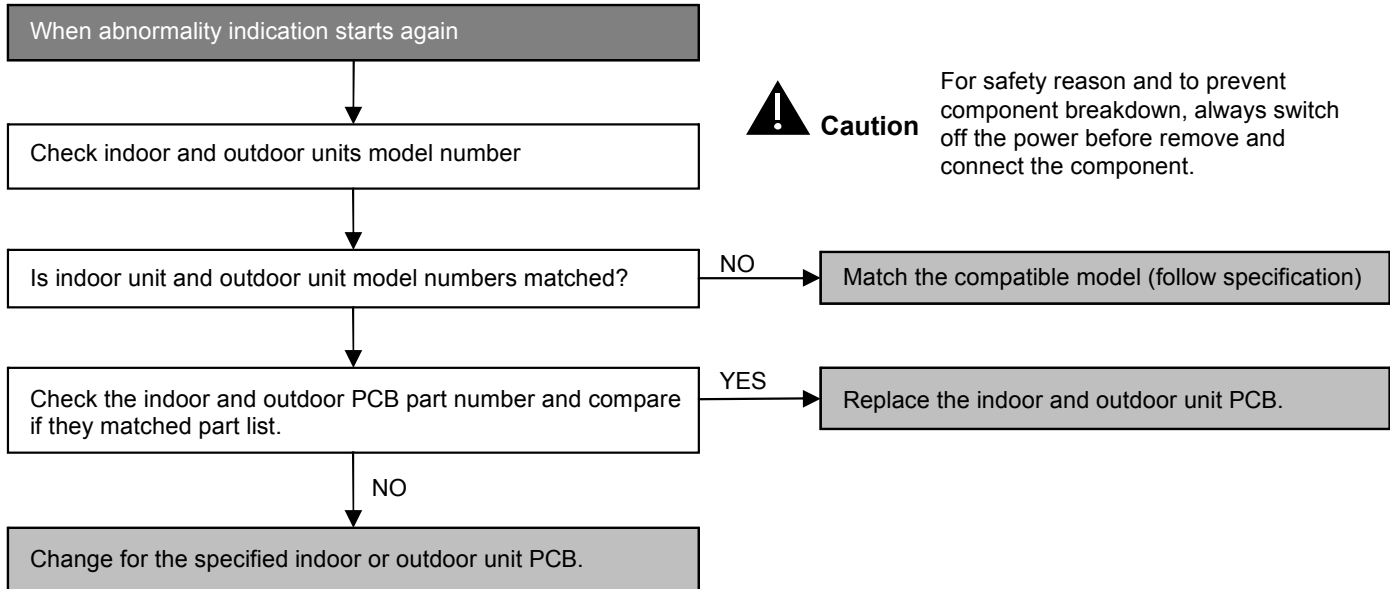 When abnormality indication starts again
Caution
For safety reason and to prevent
component breakdown, always switch
off the power before remove and
connect the component.
Check indoor and outdoor units model number
Is indoor unit and outdoor unit model numbers matched?
NO
Match the compatible model (follow specification)
Check the indoor and outdoor PCB part number and compare
if they matched part list.
YES
Replace the indoor and outdoor unit PCB.
NO
Change for the specified indoor or outdoor unit PCB.